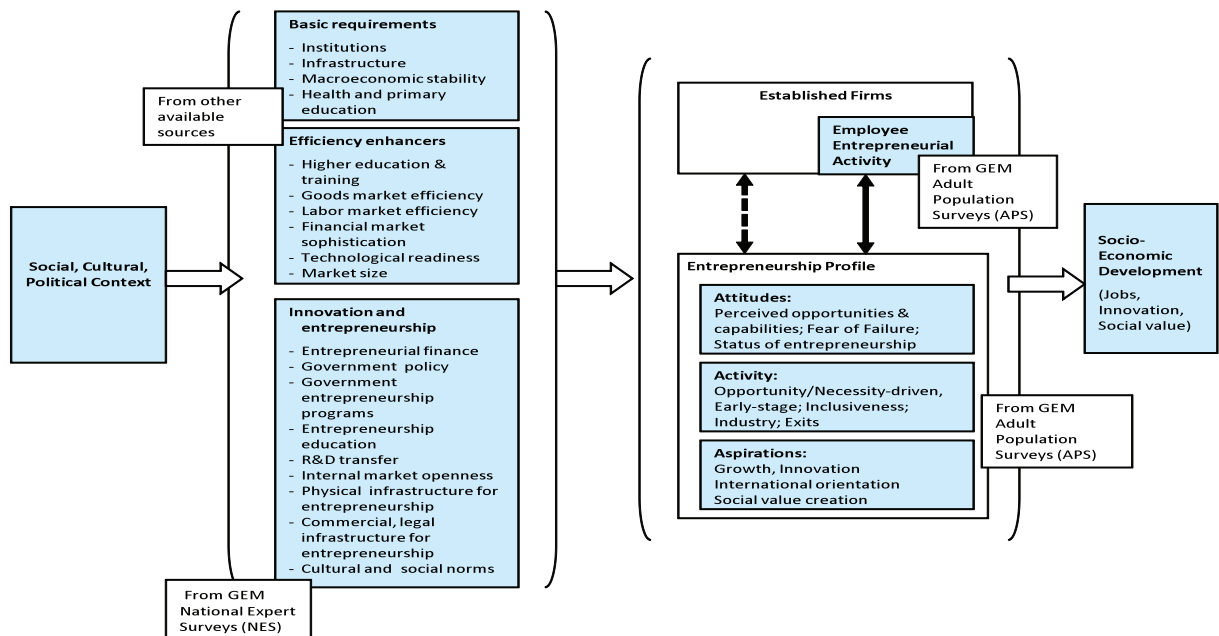 Social, Cultural,
Political Context
From other
available
sources
Basic requirements
- Institutions
- Infrastructure
- Macroeconomic stability
- Health and primary
education
Efficiency enhancers
- Higher education &
training
- Goods market efficiency
- Labor market efficiency
- Financial market
sophistication
- Technological readiness
- Market size
Innovation and
entrepreneurship
- Entrepreneurial finance
- Government policy
- Government
entrepreneurship
programs
- Entrepreneurship
education
- R&D transfer
- Internal market openness
- Physical infrastructure for
entrepreneurship
- Commercial, legal
infrastructure for
entrepreneurship
- Cultural and social norms
From GEM
National Expert
Surveys (NES)
Established Firms
Employee
Entrepreneurial
Activity
From GEM
Adult
Population
Surveys (APS)
Entrepreneurship Profile
Attitudes:
Perceived opportunities &
capabilities; Fear of Failure;
Status of entrepreneurship
Activity:
Opportunity/Necessity-driven,
Early-stage; Inclusiveness;
Industry; Exits
Aspirations:
Growth, Innovation
International orientation
Social value creation
From GEM
Adult
Population
Surveys (APS)
Socio-
Economic
Development
(Jobs,
Innovation,
Social value)